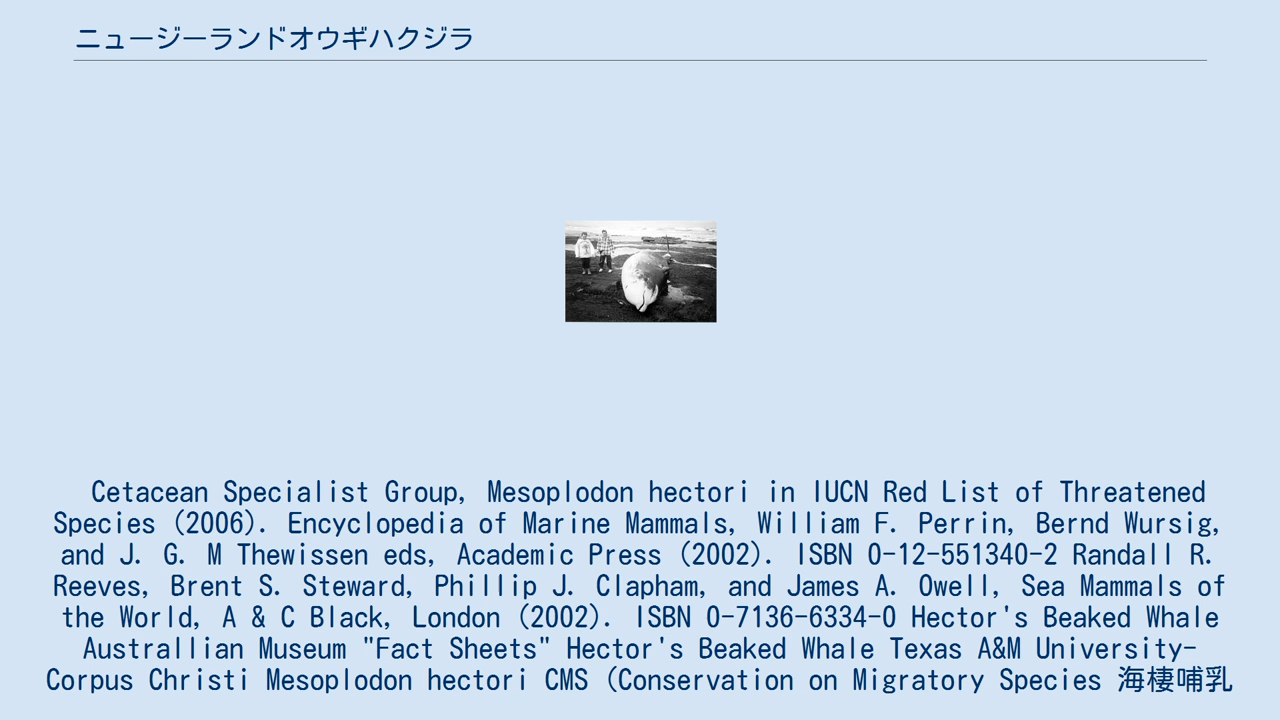 ニュージーランドオウギハクジラ
Cetacean Specialist Group, Mesoplodon hectori in IUCN Red List of Threatened
Species (2006). Encyclopedia of Marine Mammals, William F. Perrin, Bernd Wursig,
and J. G. M Thewissen eds, Academic Press (2002). ISBN 0-12-551340-2 Randall R.
Reeves, Brent S. Steward, Phillip J. Clapham, and James A. Owell, Sea Mammals of
the World, A & C Black, London (2002). ISBN 0-7136-6334-0 Hector's Beaked Whale
Australlian Museum "Fact Sheets" Hector's Beaked Whale Texas A&M University-
Corpus Christi Mesoplodon hectori CMS (Conservation on Migratory Species 海棲哺乳